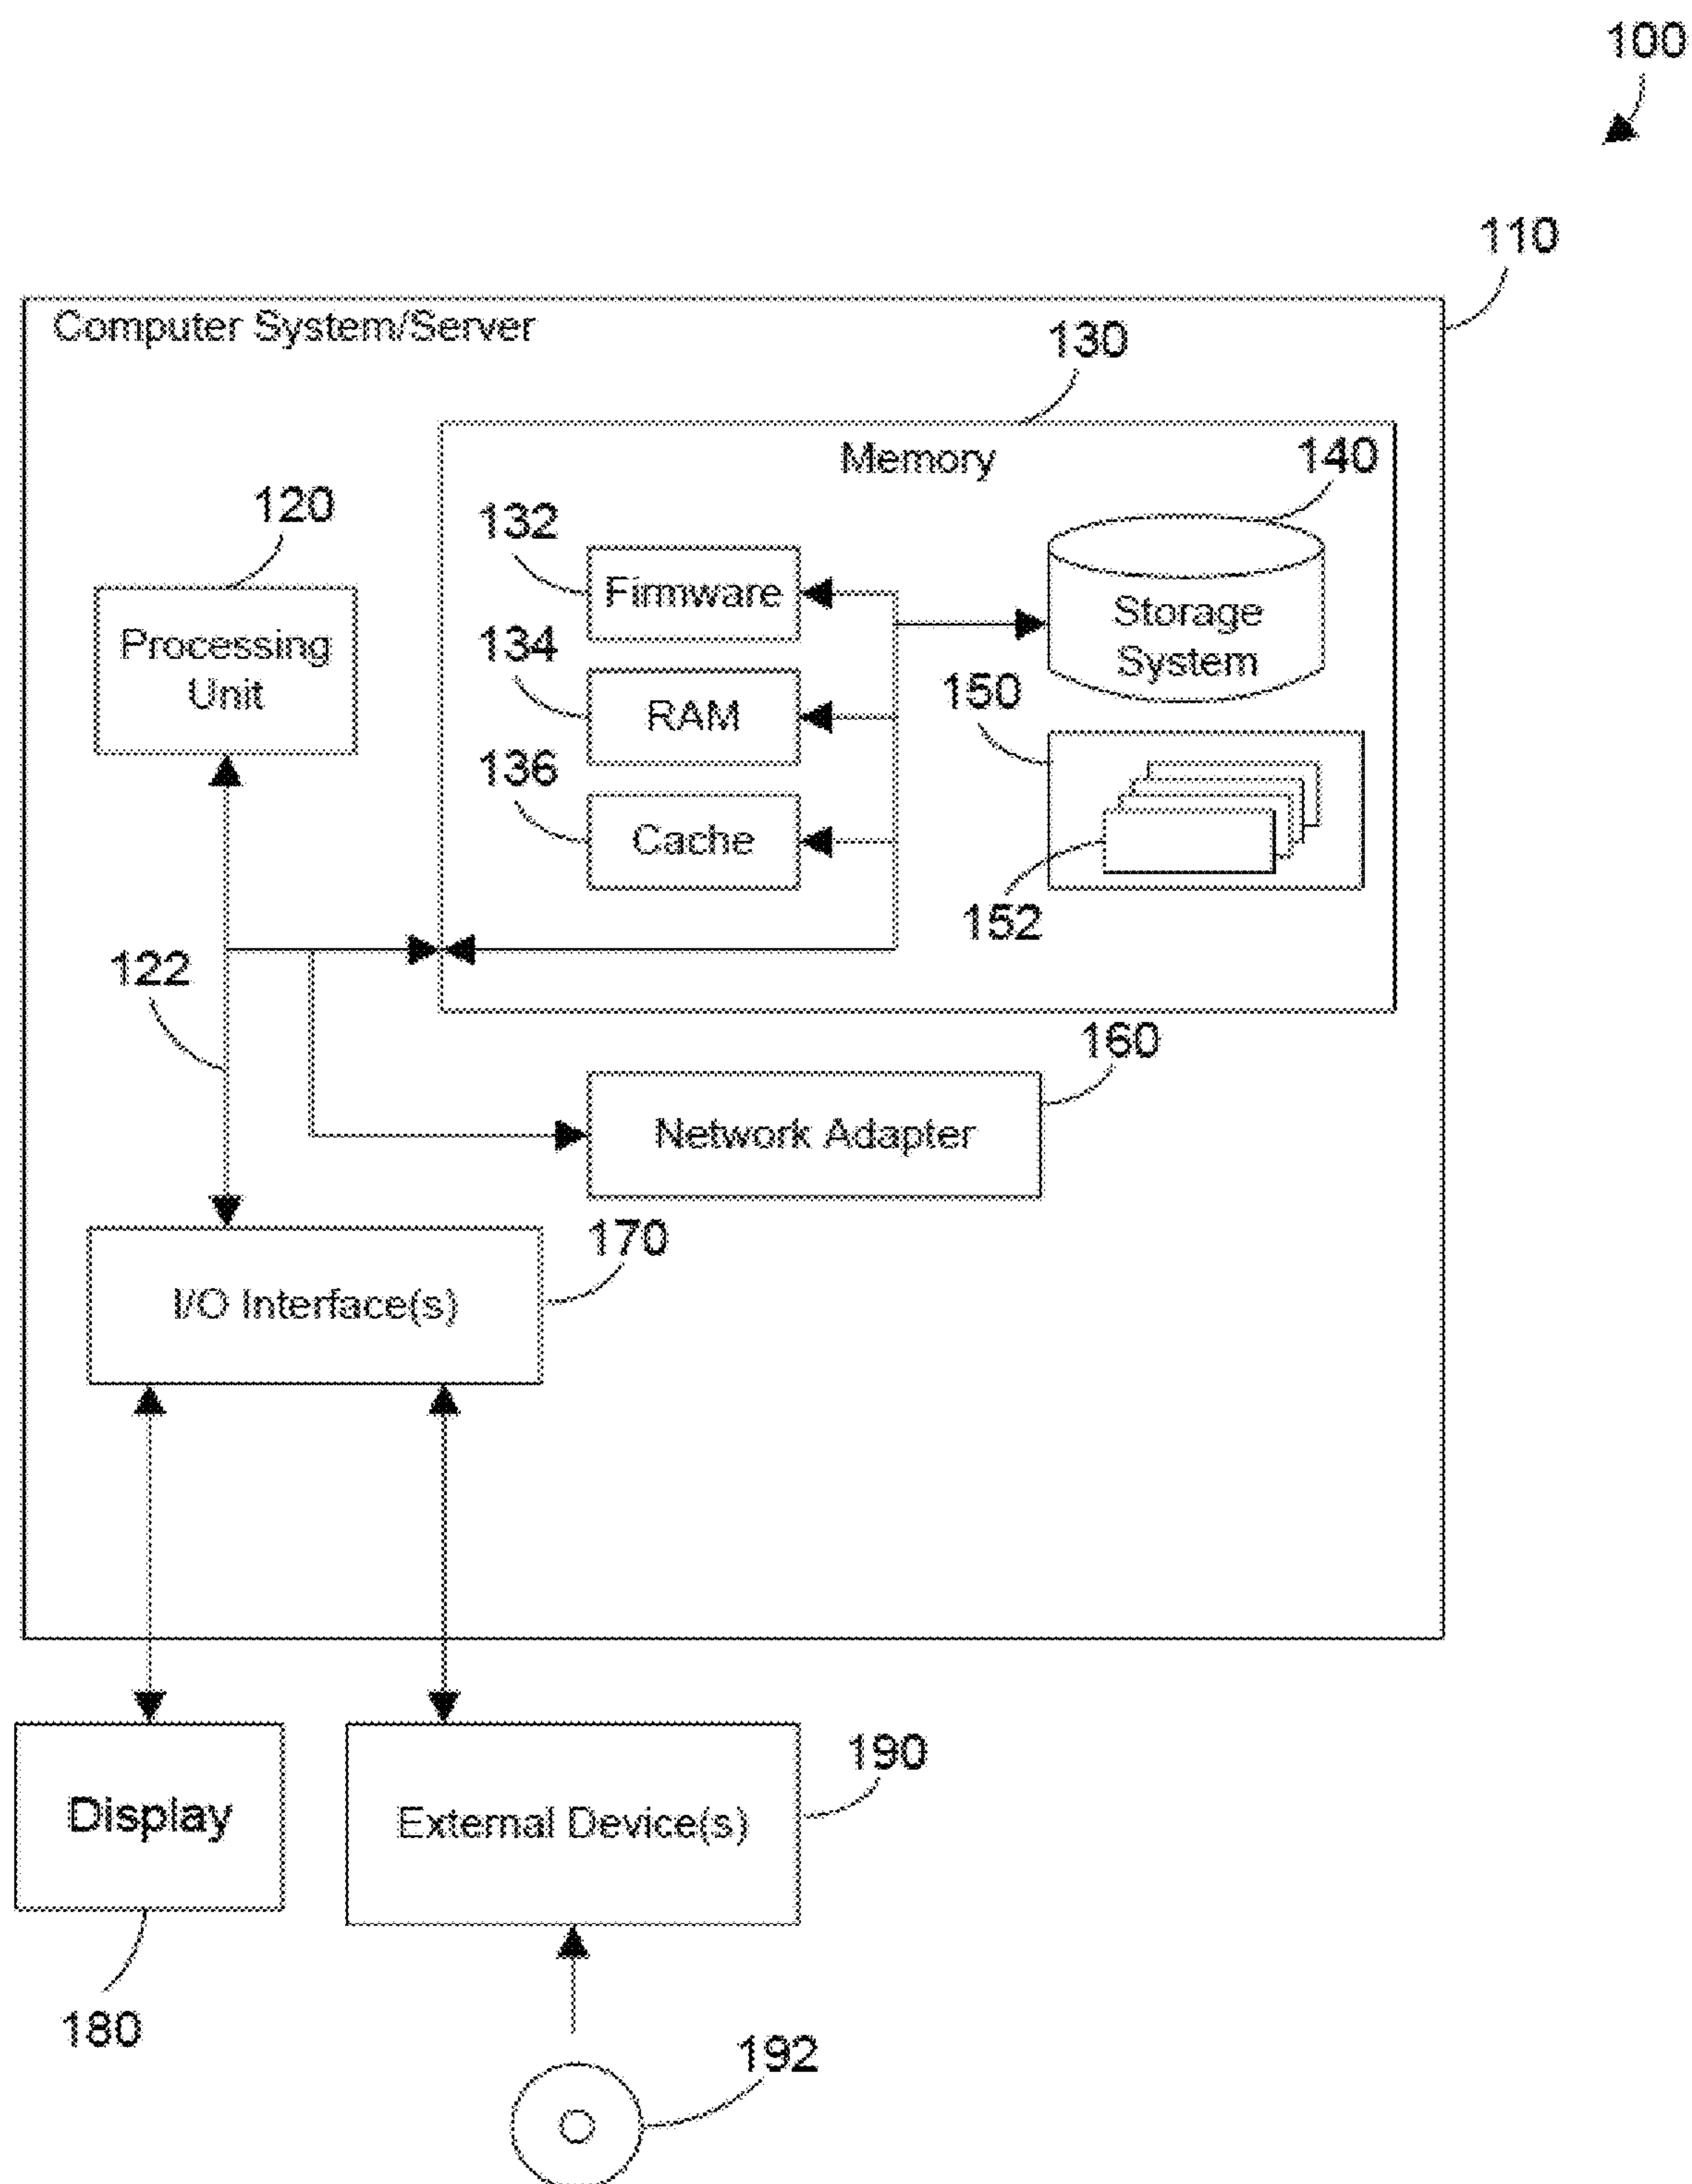 100
110
Computer System/Server
130
Memory
140
120
132
Firmware
Processing
Unit
134
RAM
Storage
System
150
136
Cache
152
122
160
Network Adapter
170
I/O Interface(s)
190
Display
External Device(s)
180
192